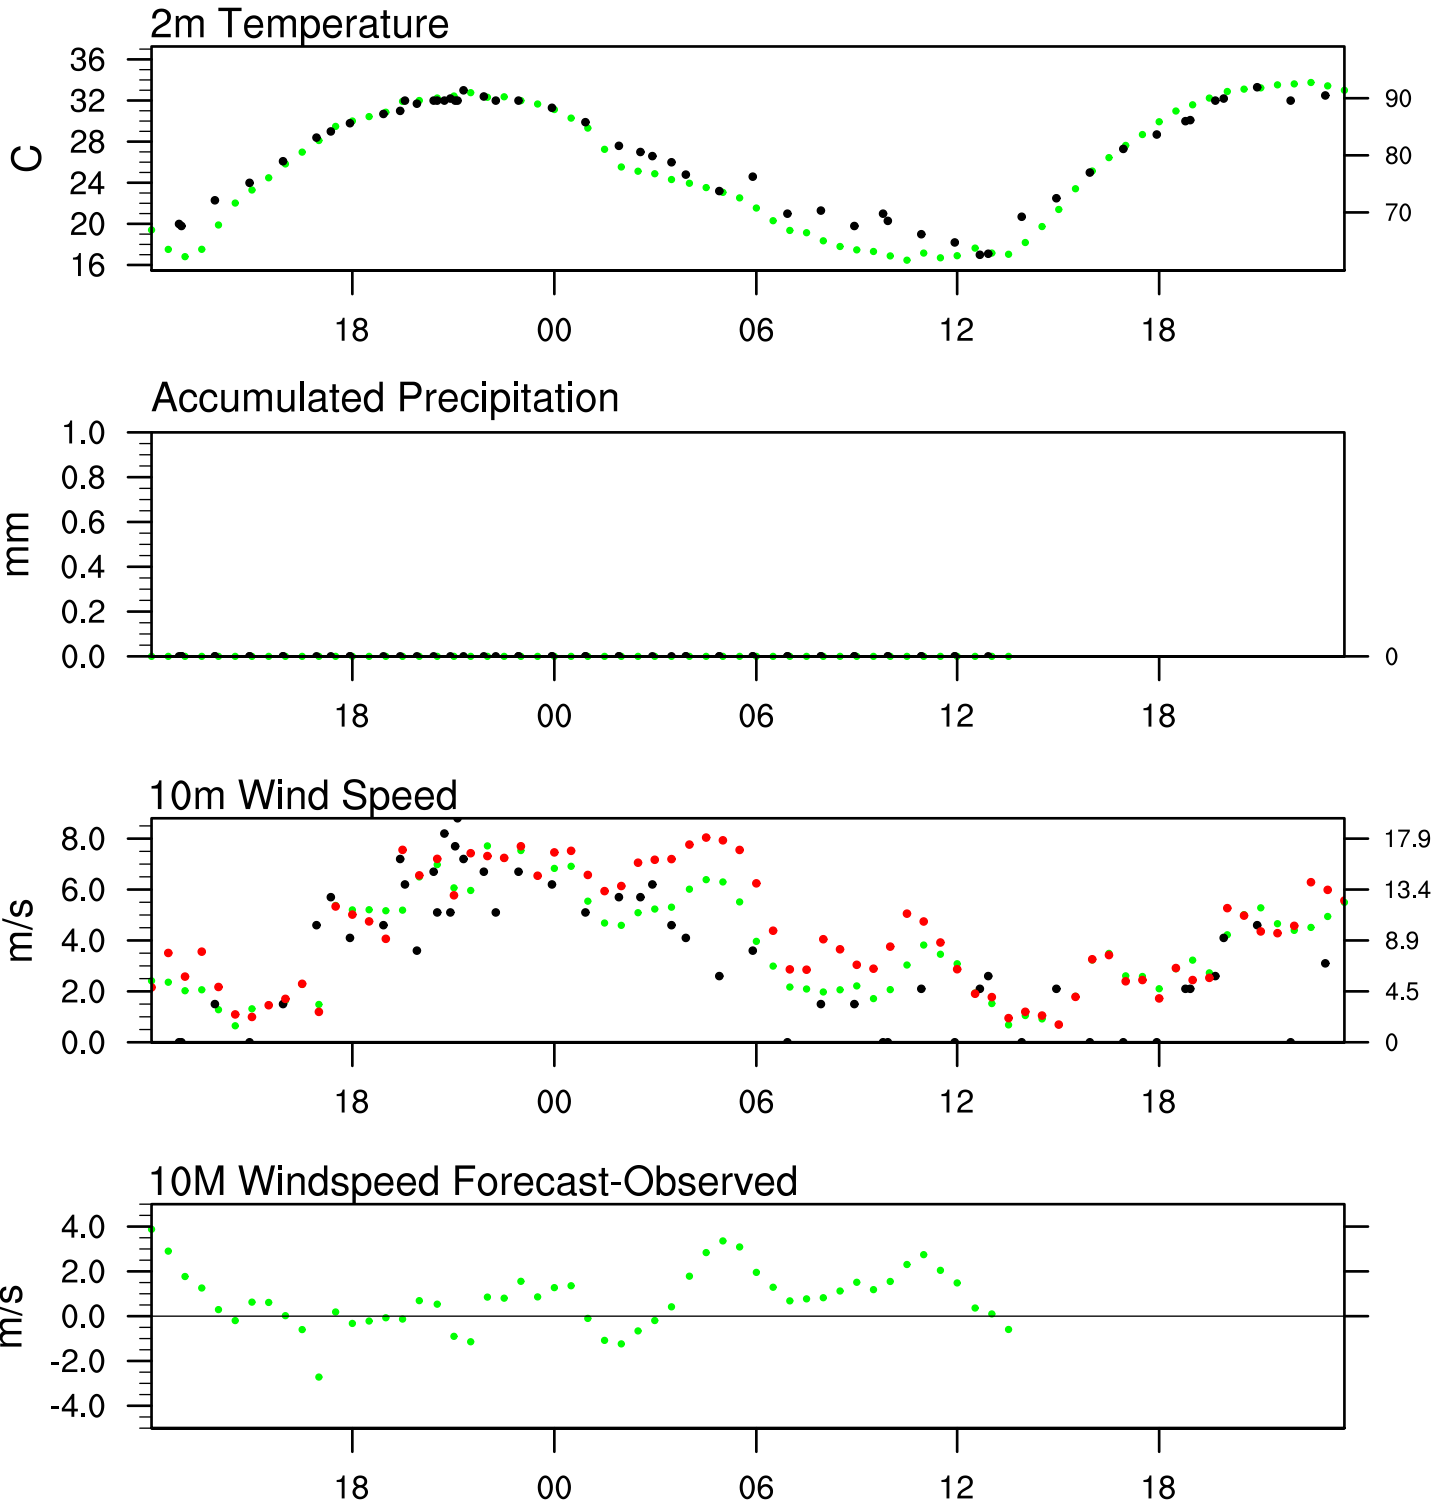 2m Temperature
36
32
28
24
20
16
C
90
80
70
18 00 06 12 18
Accumulated Precipitation
1.0
0.8
0.6
0.4
0.2
0.0
mm
0
18 00 06 12 18
10m Wind Speed
8.0
6.0
4.0
2.0
0.0
m/s
17.9
13.4
8.9
4.5
0
18 00 06 12 18
10M Windspeed Forecast-Observed
4.0
2.0
0.0
-2.0
-4.0
m/s
18 00 06 12 18